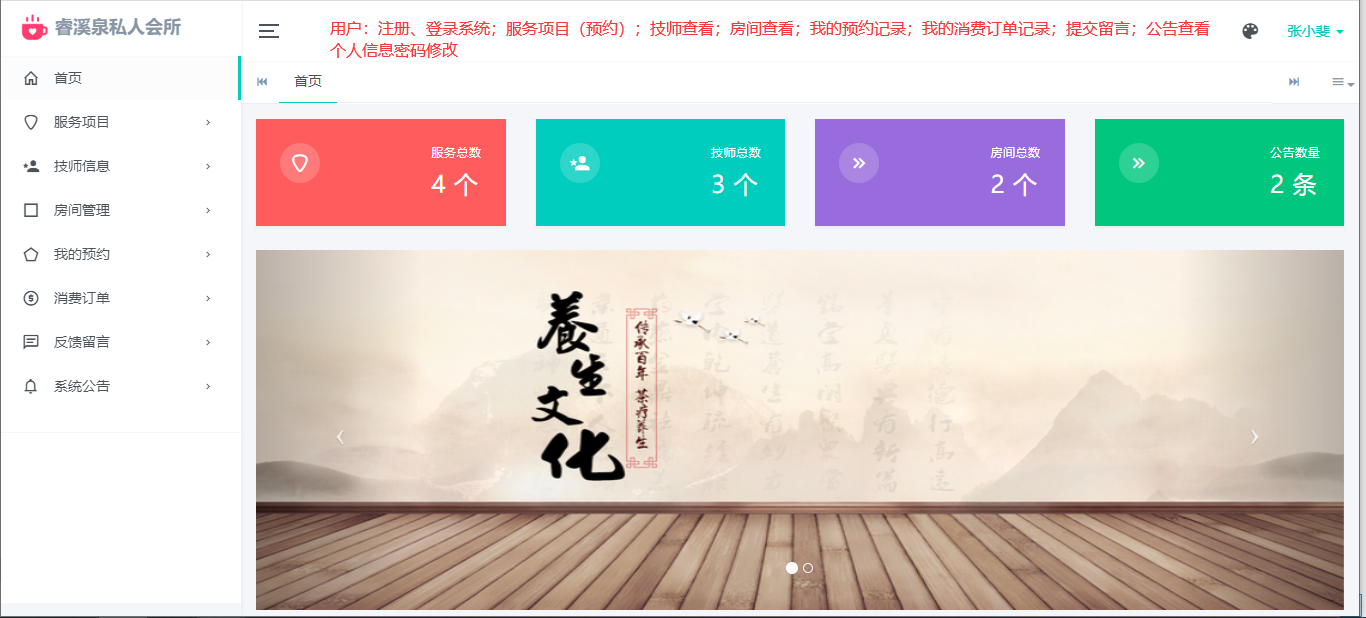 睿溪泉私人会所
用户：注册、登录系统；服务项目（预约）；技师查看；房间查看；我的预约记录；我的消费订单记录；提交留言；公告查看
个人信息密码修改
张小斐
首页
服务项目
技师信息
房间管理
我的预约
消费订单
反馈留言
系统公告
首页
服务总数
4 个
技师总数
3 个
房间总数
2 个
公告数量
2 条
養生文化
传承百年 茶疗养生